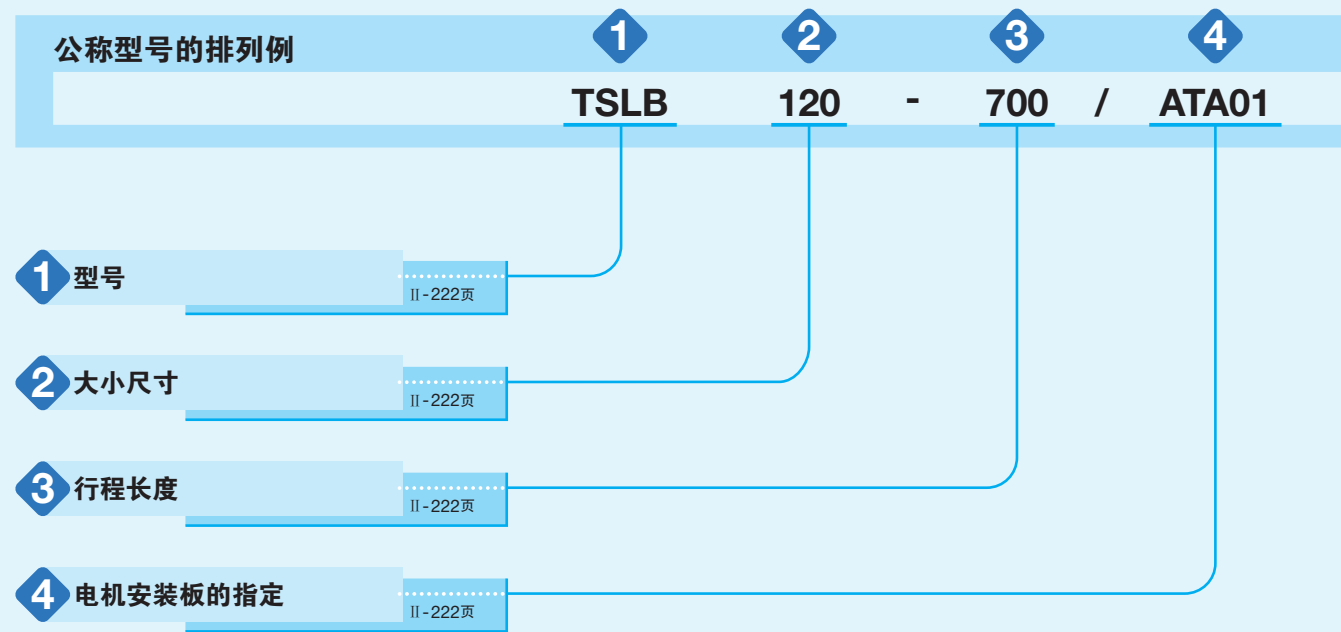 公称型号的排列例
1 2 3 4
TSLB 120 - 700 / ATA01
1 型号
II-222页
2 大小尺寸
II-222页
3 行程长度
II-222页
4 电机安装板的指定
II-222页